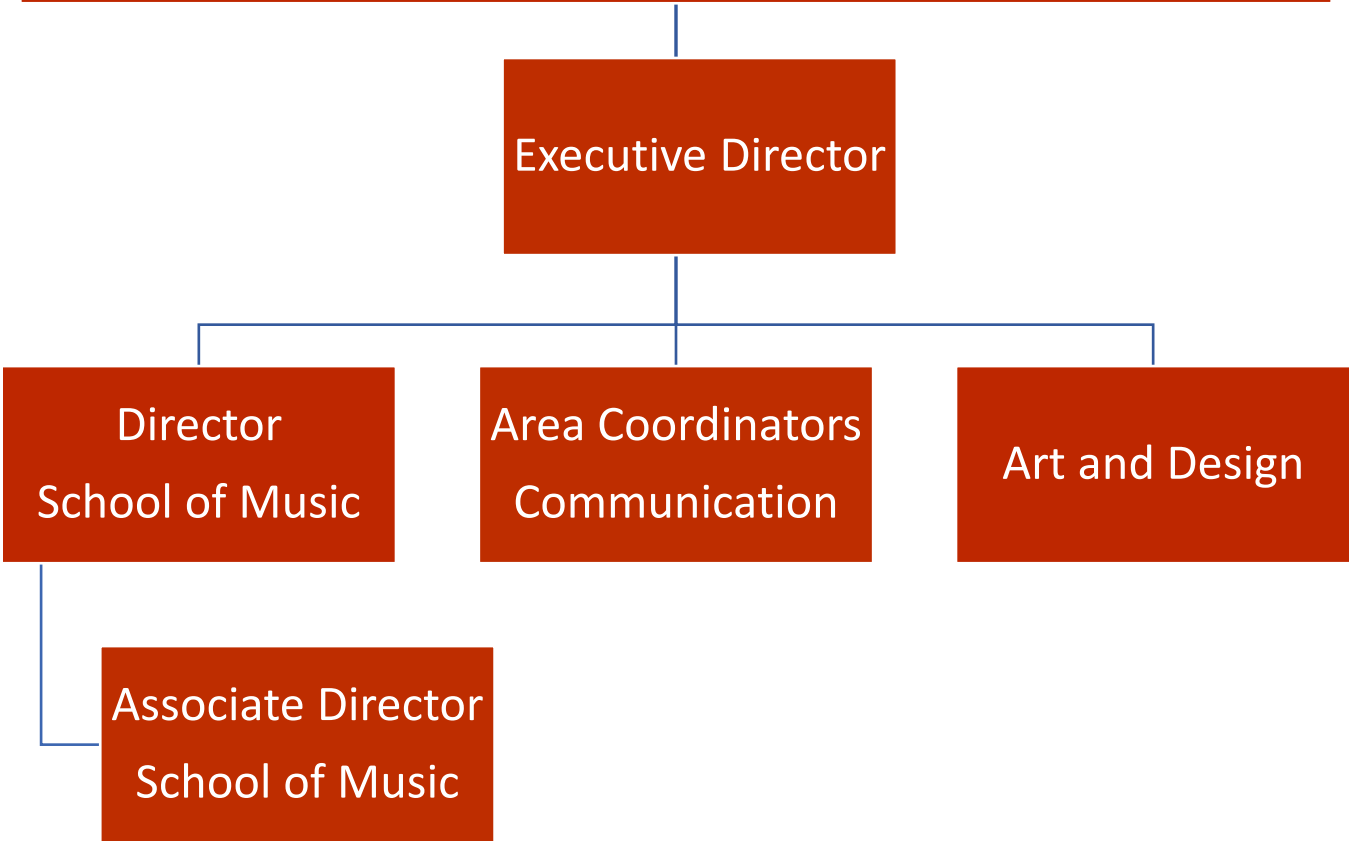 Executive Director
Director
School of Music
Area Coordinators
Communication
Art and Design
Associate Director
School of Music